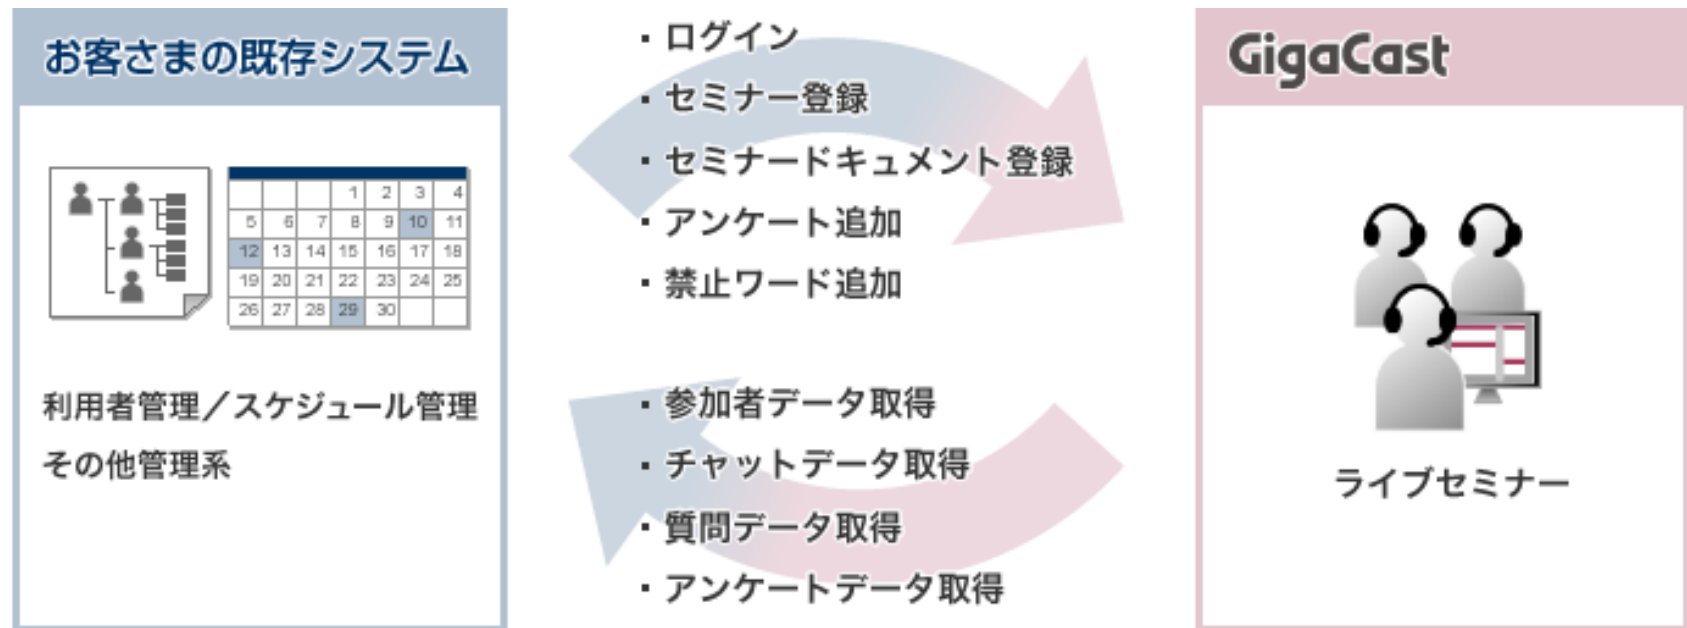 お客さまの既存システム
1 2 3 4
5 6 7 8 9 10 11
12 13 14 15 16 17 18
19 20 21 22 23 24 25
26 27 28 29 30
利用者管理／スケジュール管理
その他管理系
・ログイン
・セミナー登録
・セミナードキュメント登録
・アンケート追加
・禁止ワード追加
・参加者データ取得
・チャットデータ取得
・質問データ取得
・アンケートデータ取得
GigaCast
ライブセミナー